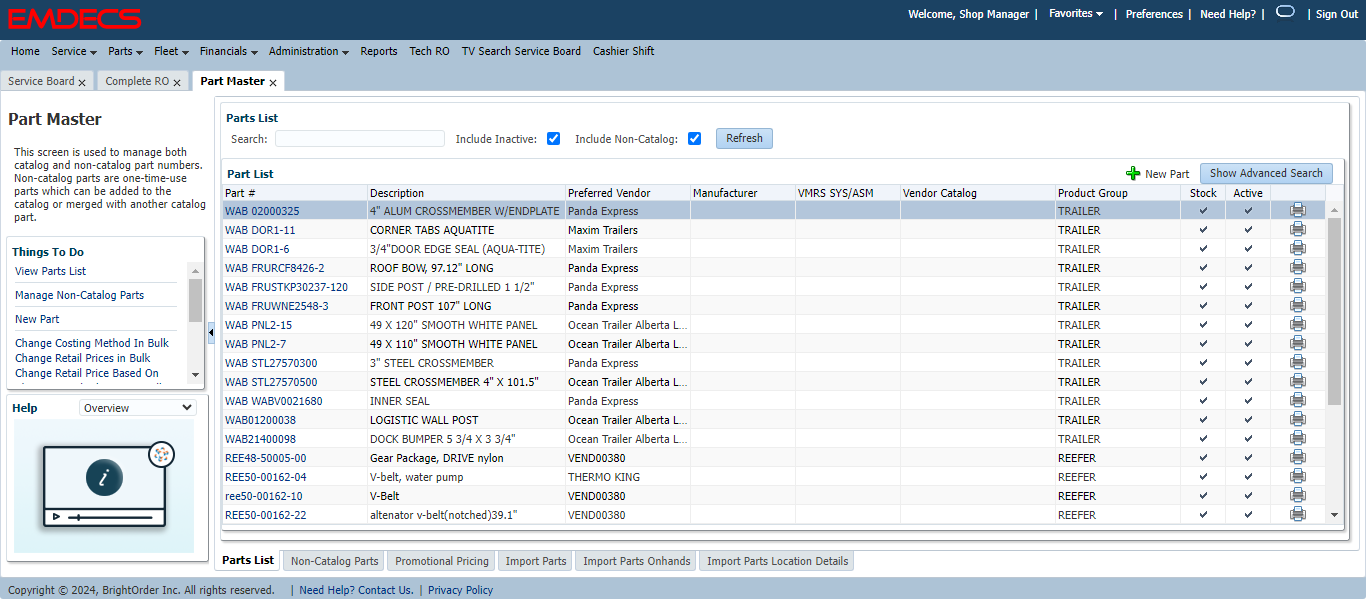 EMDECS
Welcome, Shop Manager | Favorites | Preferences | Need Help? | | Sign Out
Home Service Parts Fleet Financials Administration Reports Tech RO TV Search Service Board Cashier Shift
Service Board x Complete RO x Part Master x
Part Master
This screen is used to manage both
catalog and non-catalog part numbers.
Non-catalog parts are one-time-use
parts which can be added to the
catalog or merged with another catalog
part.
Things To Do
View Parts List
Manage Non-Catalog Parts
New Part
Change Costing Method In Bulk
Change Retail Prices in Bulk
Change Retail Price Based On
Help Overview
i
Parts List
Search: Include Inactive: Include Non-Catalog: Refresh
Part List New Part Show Advanced Search
Part # Description Preferred Vendor Manufacturer VMRS SYS/ASM Vendor Catalog Product Group Stock Active
WAB 02000325 4" ALUM CROSSMEMBER W/ENDPLATE Panda Express TRAILER
WAB DOR1-11 CORNER TABS AQUATITE Maxim Trailers TRAILER
WAB DOR1-6 3/4"DOOR EDGE SEAL (AQUA-TITE) Maxim Trailers TRAILER
WAB FRURCF8426-2 ROOF BOW, 97.12" LONG Panda Express TRAILER
WAB FRUSTKP30237-120 SIDE POST / PRE-DRILLED 1 1/2" Panda Express TRAILER
WAB FRUWNE2548-3 FRONT POST 107" LONG Panda Express TRAILER
WAB PNL2-15 49 X 120" SMOOTH WHITE PANEL Ocean Trailer Alberta L... TRAILER
WAB PNL2-7 49 X 110" SMOOTH WHITE PANEL Ocean Trailer Alberta L... TRAILER
WAB STL27570300 3" STEEL CROSSMEMBER Panda Express TRAILER
WAB STL27570500 STEEL CROSSMEMBER 4" X 101.5" Ocean Trailer Alberta L... TRAILER
WAB WABV0021680 INNER SEAL Panda Express TRAILER
WAB01200038 LOGISTIC WALL POST Ocean Trailer Alberta L... TRAILER
WAB21400098 DOCK BUMPER 5 3/4 X 3 3/4" Ocean Trailer Alberta L... TRAILER
REE48-50005-00 Gear Package, DRIVE nylon VEND00380 REEFER
REE50-00162-04 V-belt, water pump THERMO KING REEFER
ree50-00162-10 V-Belt VEND00380 REEFER
REE50-00162-22 altenator v-belt(notched)39.1" VEND00380 REEFER
Parts List Non-Catalog Parts Promotional Pricing Import Parts Import Parts Onhands Import Parts Location Details
Copyright © 2024, BrightOrder Inc. All rights reserved. | Need Help? Contact Us. | Privacy Policy